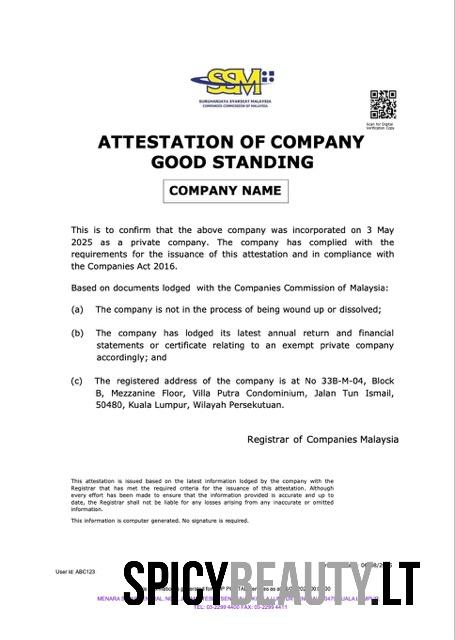 SSM
SURUHANJAYA SYARIKAT MALAYSIA
COMPANIES COMMISSION OF MALAYSIA
Scan for Digital
Verification Copy
ATTESTATION OF COMPANY
GOOD STANDING
COMPANY NAME
This is to confirm that the above company was incorporated on 3 May
2025 as a private company. The company has complied with the
requirements for the issuance of this attestation and in compliance with
the Companies Act 2016.
Based on documents lodged with the Companies Commission of Malaysia:
(a) The company is not in the process of being wound up or dissolved;
(b) The company has lodged its latest annual return and financial
statements or certificate relating to an exempt private company
accordingly; and
(c) The registered address of the company is at No 33B-M-04, Block
B, Mezzanine Floor, Villa Putra Condominium, Jalan Tun Ismail,
50480, Kuala Lumpur, Wilayah Persekutuan.
Registrar of Companies Malaysia
This attestation is issued based on the latest information lodged by the company with the
Registrar that has met the required criteria for the issuance of this attestation. Although
every effort has been made to ensure that the information provided is accurate and up to
date, the Registrar shall not be liable for any losses arising from any inaccurate or omitted
information.
This information is computer generated. No signature is required.
User Id: ABC123
SPICYBEAUTY.LT
MENARA
KUALA LUMPUR
TEL: 03-2299 4400 FAX: 03-2299 4411